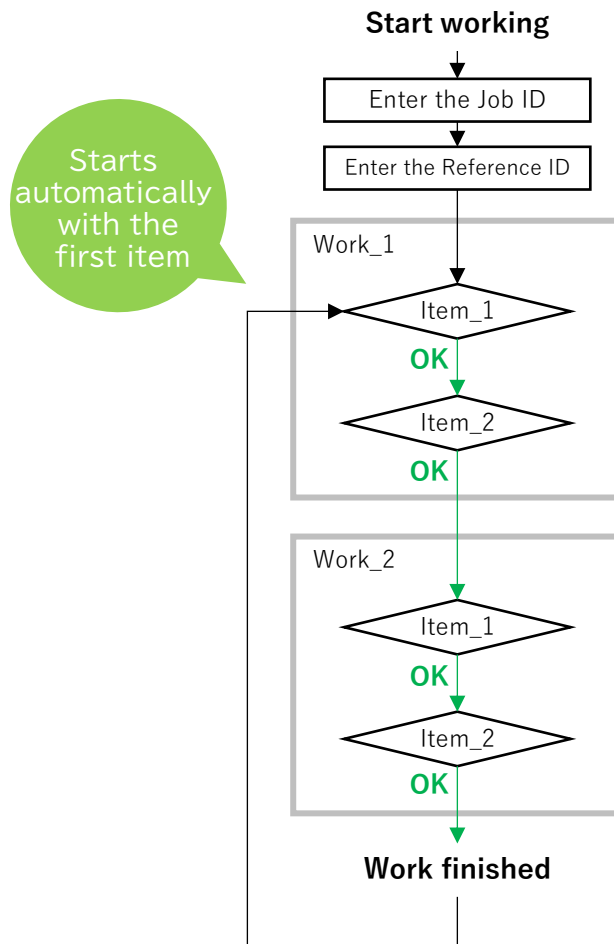 Start working
Enter the Job ID
Enter the Reference ID
Starts
automatically
with the
first item
Work_1
Item_1
OK
Item_2
OK
Work_2
Item_1
OK
Item_2
OK
Work finished